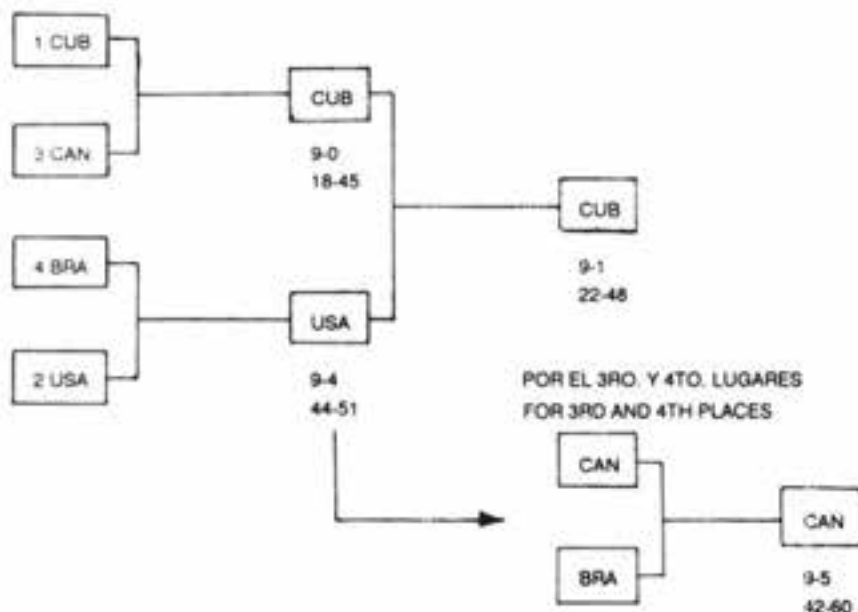 1 CUB
3 CAN
CUB
9-0
18-45
4 BRA
2 USA
USA
9-4
44-51
CUB
9-1
22-48
POR EL 3RO. Y 4TO. LUGARES
FOR 3RD AND 4TH PLACES
CAN
BRA
CAN
9-5
42-60